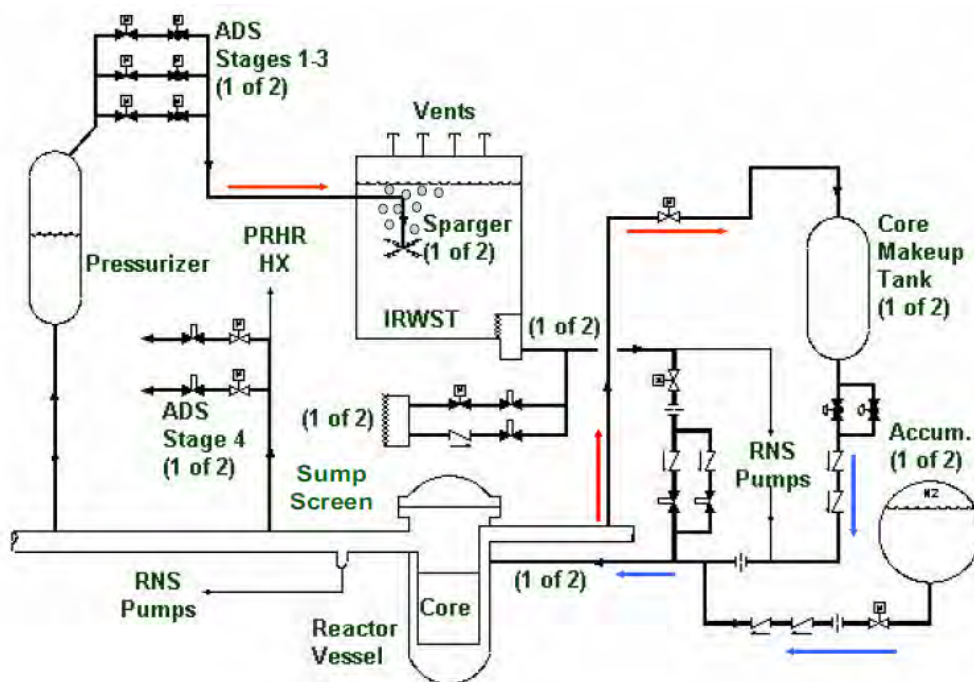 ADS
Stages 1-3
(1 of 2)
Vents
Sparger
(1 of 2)
PRHR
HX
Pressurizer
Core
Makeup
Tank
(1 of 2)
IRWST
(1 of 2)
(1 of 2)
ADS
Stage 4
(1 of 2)
Sump
Screen
RNS
Pumps
Accum.
(1 of 2)
N2
RNS
Pumps
(1 of 2)
Core
Reactor
Vessel
M
M
M
M
M
M
M
M
M
M
M
M